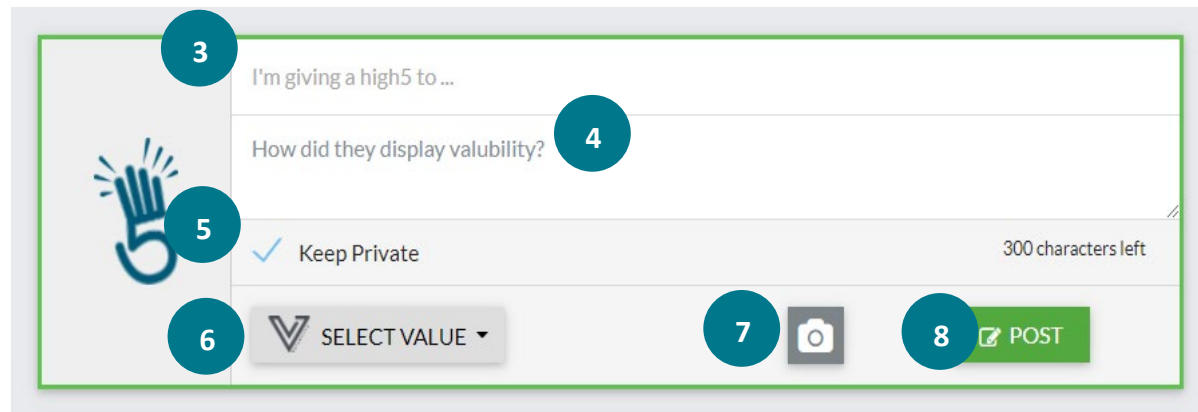 3
I'm giving a high5 to ...
How did they display valubility?
4
5
5
Keep Private
300 characters left
6
SELECT VALUE
7
8
POST